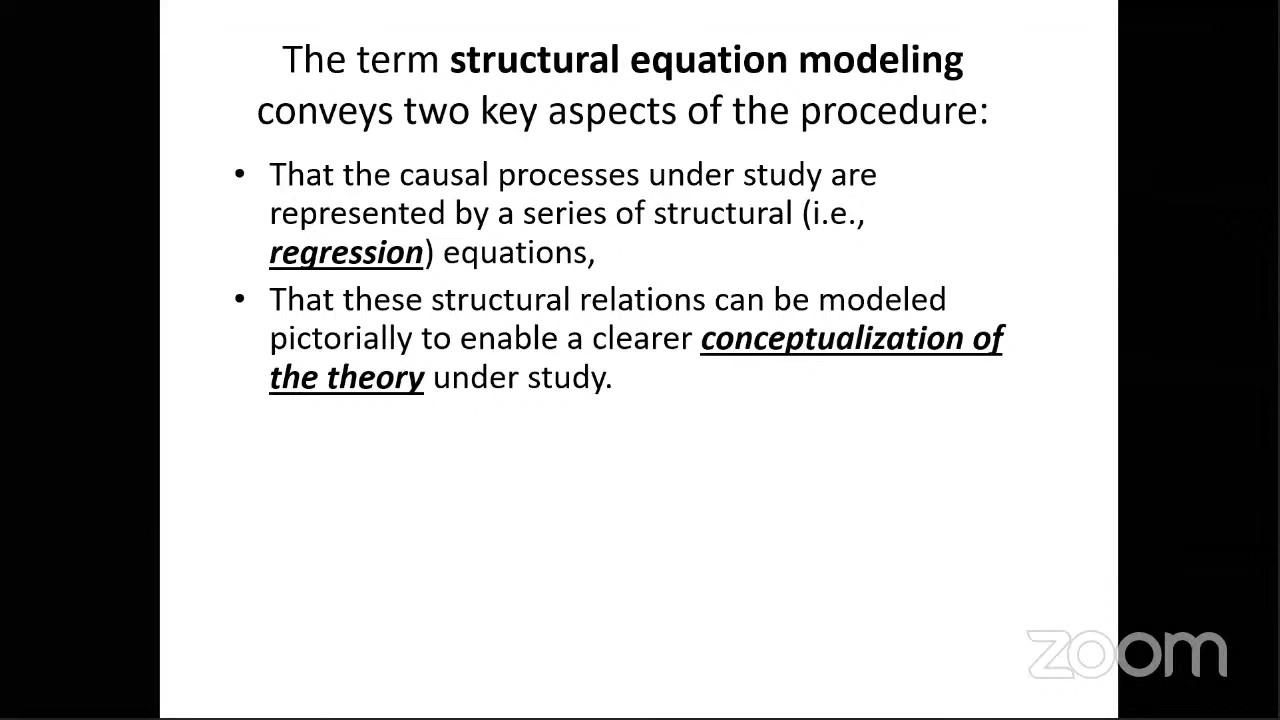 The term structural equation modeling
conveys two key aspects of the procedure:
• That the causal processes under study are
represented by a series of structural (i.e.,
regression) equations,
• That these structural relations can be modeled
pictorially to enable a clearer conceptualization of
the theory under study.
zoom